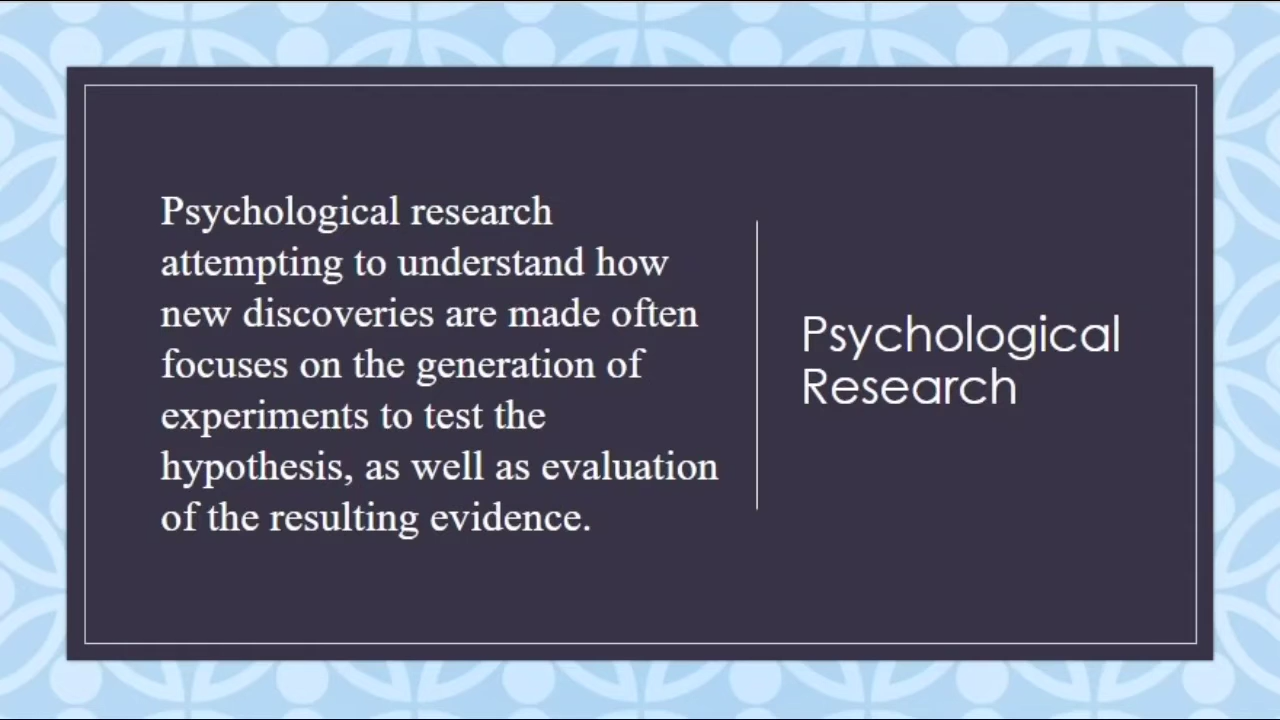 Psychological research
attempting to understand how
new discoveries are made often
focuses on the generation of
experiments to test the
hypothesis, as well as evaluation
of the resulting evidence.
Psychological
Research